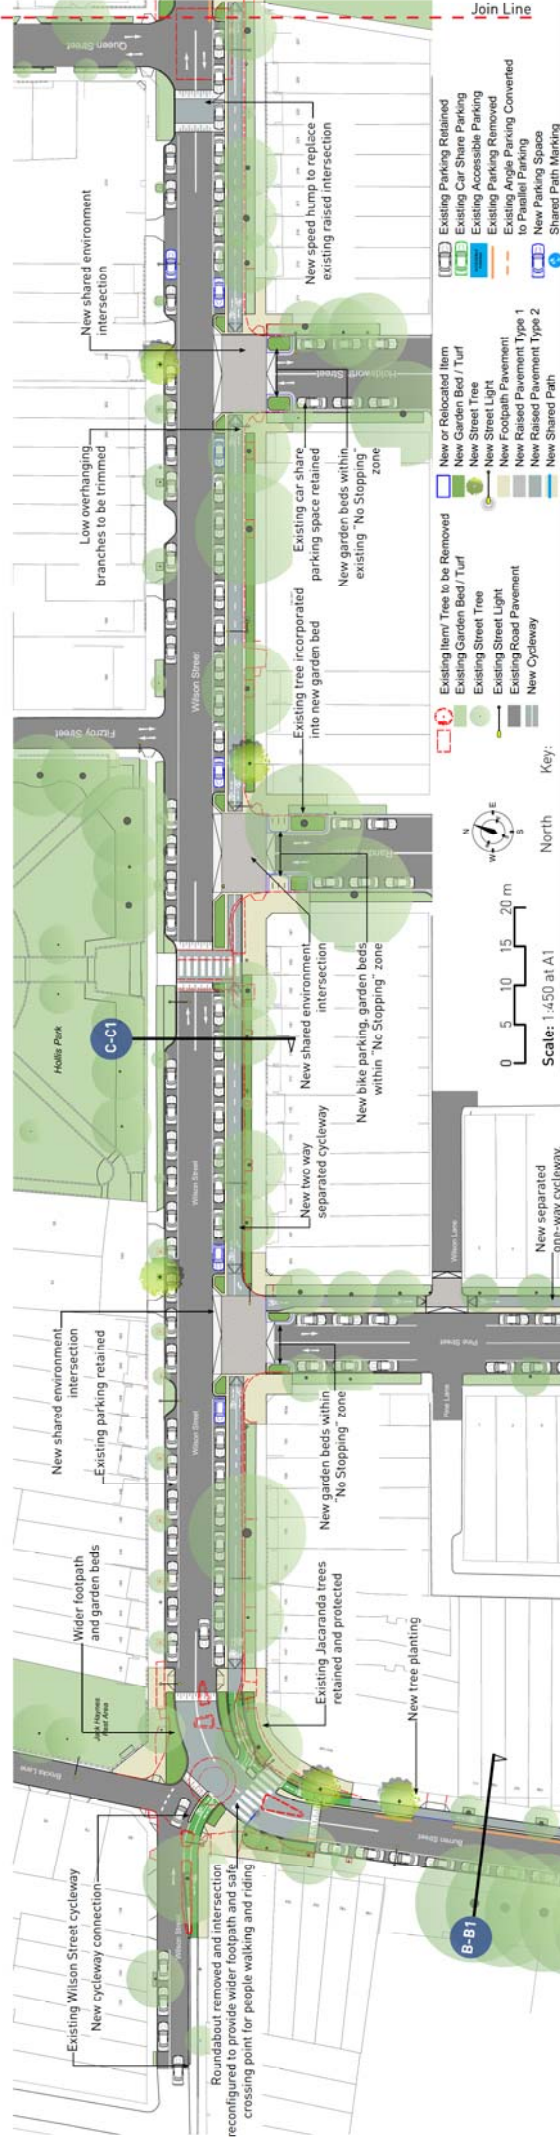 Join Line
Queen Street
New shared environment
intersection
New speed hump to replace
existing raised intersection
Low overhanging
branches to be trimmed
Holdsworth Street
Existing car share
parking space retained
New garden beds within
existing "No Stopping"
zone
Fitzroy Street
Wilson Street
Existing tree incorporated
into new garden bed
Hollis Park
C-C1
New shared environment
intersection
New bike parking, garden beds
within "No Stopping" zone
Wilson Street
New two way
separated cycleway
New shared environment
intersection
Existing parking retained
Wilson Street
New garden beds within
"No Stopping" zone
Pine Street
Pine Lane
Wilson Lane
New separated
one-way cycleway,
Wider footpath
and garden beds
Jack Haynes
Rest Area
Brocks Lane
Existing Jacaranda trees
retained and protected
New tree planting
Burren Street
B-B1
Existing Wilson Street cycleway
New cycleway connection
Wilson Street
Roundabout removed and intersection
reconfigured to provide wider footpath and safe
crossing point for people walking and riding
0 5 10 15 20 m
Scale: 1:450 at A1
N
E
S
W
North
Key:
Existing Item/ Tree to be Removed
Existing Garden Bed / Turf
Existing Street Tree
Existing Street Light
Existing Road Pavement
New Cycleway
New or Relocated Item
New Garden Bed / Turf
New Street Tree
New Street Light
New Footpath Pavement
New Raised Pavement Type 1
New Raised Pavement Type 2
New Shared Path
Existing Parking Retained
Existing Car Share Parking
Existing Accessible Parking
Existing Parking Removed
Existing Angle Parking Converted
to Parallel Parking
New Parking Space
Shared Path Marking